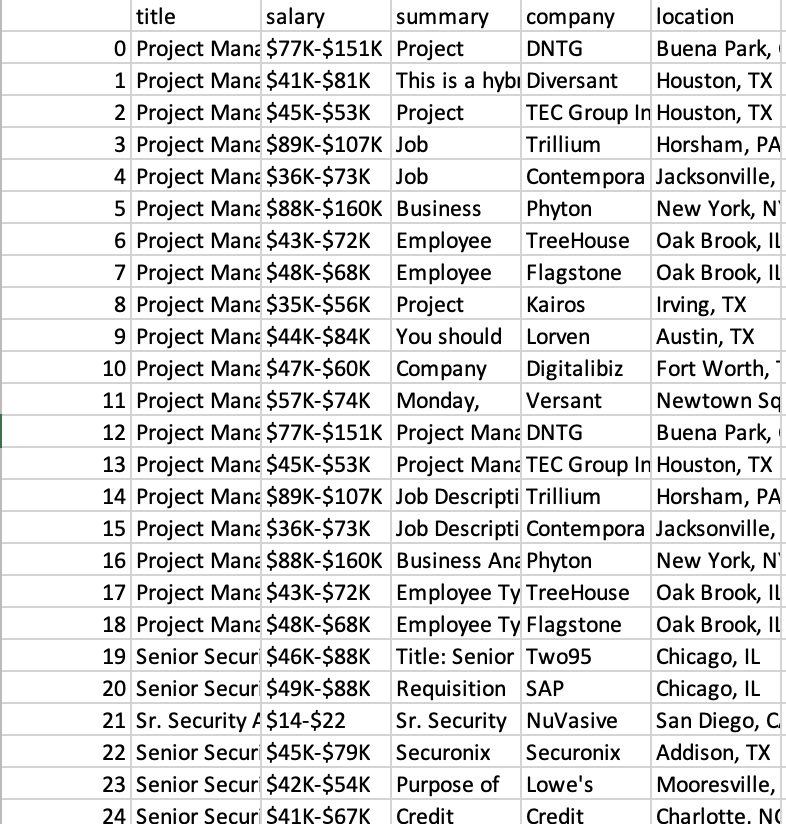 title salary summary company location
0 Project Mana $77K-$151K Project DNTG Buena Park,
1 Project Mana $41K-$81K This is a hybr Diversant Houston, TX
2 Project Mana $45K-$53K Project TEC Group In Houston, TX
3 Project Mana $89K-$107K Job Trillium Horsham, PA
4 Project Mana $36K-$73K Job Contempora Jacksonville,
5 Project Mana $88K-$160K Business Phyton New York, NY
6 Project Mana $43K-$72K Employee TreeHouse Oak Brook, IL
7 Project Mana $48K-$68K Employee Flagstone Oak Brook, IL
8 Project Mana $35K-$56K Project Kairos Irving, TX
9 Project Mana $44K-$84K You should Lorven Austin, TX
10 Project Mana $47K-$60K Company Digitalibiz Fort Worth, T
11 Project Mana $57K-$74K Monday, Versant Newtown Sq
12 Project Mana $77K-$151K Project Mana DNTG Buena Park,
13 Project Mana $45K-$53K Project Mana TEC Group In Houston, TX
14 Project Mana $89K-$107K Job Descripti Trillium Horsham, PA
15 Project Mana $36K-$73K Job Descripti Contempora Jacksonville,
16 Project Mana $88K-$160K Business Ana Phyton New York, NY
17 Project Mana $43K-$72K Employee Ty TreeHouse Oak Brook, IL
18 Project Mana $48K-$68K Employee Ty Flagstone Oak Brook, IL
19 Senior Securi $46K-$88K Title: Senior Two95 Chicago, IL
20 Senior Securi $49K-$88K Requisition SAP Chicago, IL
21 Sr. Security A $14-$22 Sr. Security NuVasive San Diego, CA
22 Senior Securi $45K-$79K Securonix Securonix Addison, TX
23 Senior Securi $42K-$54K Purpose of Lowe's Mooresville,
24 Senior Securi $41K-$67K Credit Credit Charlotte, NC